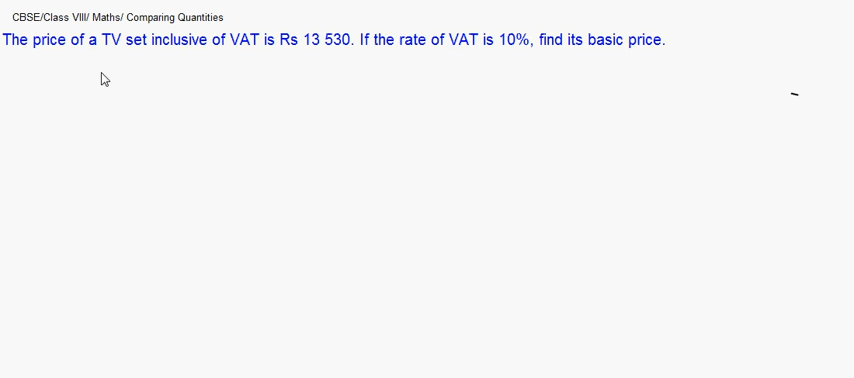 CBSE/Class VIII/ Maths/ Comparing Quantities
The price of a TV set inclusive of VAT is Rs 13 530. If the rate of VAT is 10%, find its basic price.